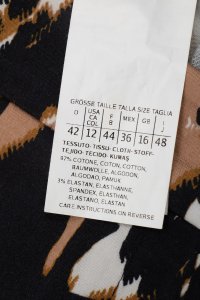 GRÖSSE TAILLE TALLA SIZE TAGLIA
D USA CA COL F MEX GB I J
42 12 44 36 16 48
TESSUTO-TISSU-CLOTH-STOFF-
TEJIDO-TECIDO-KUMAŞ
97% COTONE, COTON, COTTON,
BAUMWOLLE, ALGODON,
ALGODAO, PAMUK
3% ELASTAN, ELASTHANNE,
SPANDEX, ELASTHAN,
ELASTANO, ELASTAN
CARE INSTRUCTIONS ON REVERSE